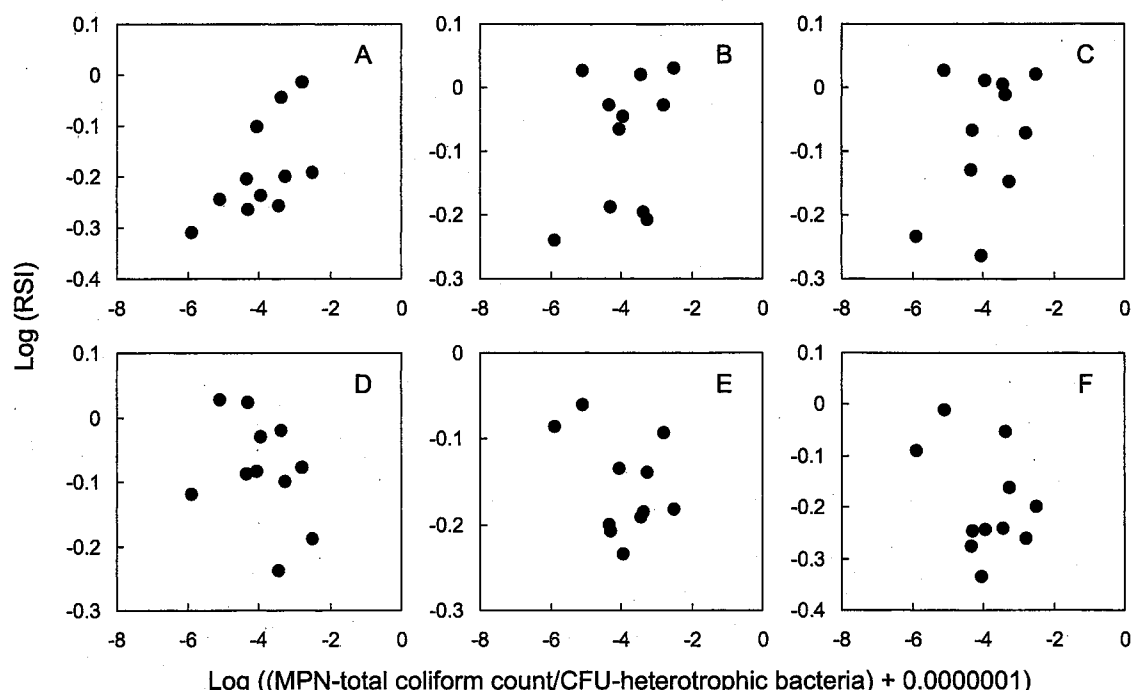 0.1 0 -0.1 -0.2 -0.3 -0.4
A
-8 -6 -4 -2 0
0.1 0 -0.1 -0.2 -0.3
B
-8 -6 -4 -2 0
0.1 0 -0.1 -0.2 -0.3
C
-8 -6 -4 -2 0
Log (RSI)
0.1 0 -0.1 -0.2 -0.3
D
-8 -6 -4 -2 0
0 -0.1 -0.2 -0.3
E
-8 -6 -4 -2 0
0.1 0 -0.1 -0.2 -0.3 -0.4
F
-8 -6 -4 -2 0
Log ((MPN-total coliform count/CFU-heterotrophic bacteria) + 0.0000001)